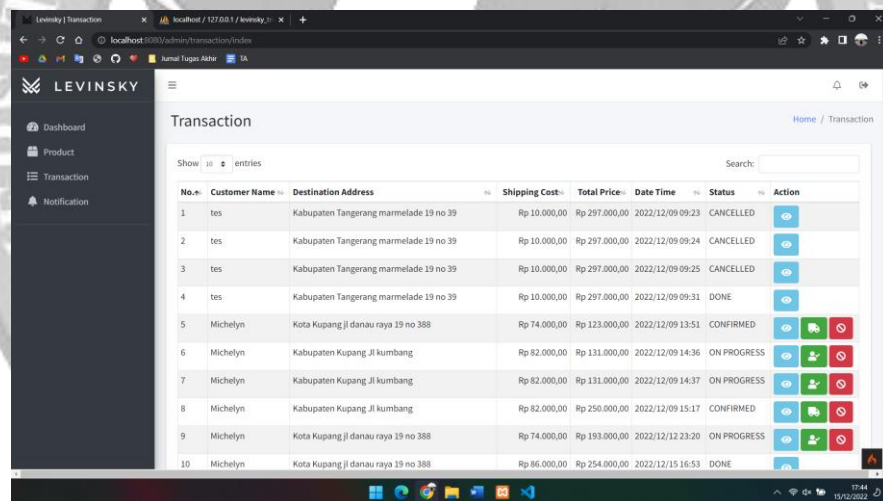 Levinsky | Transaction
localhost / 127.0.0.1 / levinsky_tr
localhost:8080/admin/transaction/index
Jurnal Tugas Akhir TA
LEVINSKY
Dashboard
Product
Transaction
Notification
Transaction
Home / Transaction
Show 10 entries
Search:
No. Customer Name Destination Address Shipping Cost Total Price Date Time Status Action
1 tes Kabupaten Tangerang marmelade 19 no 39 Rp 10.000,00 Rp 297.000,00 2022/12/09 09:23 CANCELLED
2 tes Kabupaten Tangerang marmelade 19 no 39 Rp 10.000,00 Rp 297.000,00 2022/12/09 09:24 CANCELLED
3 tes Kabupaten Tangerang marmelade 19 no 39 Rp 10.000,00 Rp 297.000,00 2022/12/09 09:25 CANCELLED
4 tes Kabupaten Tangerang marmelade 19 no 39 Rp 10.000,00 Rp 297.000,00 2022/12/09 09:31 DONE
5 Michelyn Kota Kupang jl danau raya 19 no 388 Rp 74.000,00 Rp 123.000,00 2022/12/09 13:51 CONFIRMED
6 Michelyn Kabupaten Kupang Jl kumbang Rp 82.000,00 Rp 131.000,00 2022/12/09 14:36 ON PROGRESS
7 Michelyn Kabupaten Kupang Jl kumbang Rp 82.000,00 Rp 131.000,00 2022/12/09 14:37 ON PROGRESS
8 Michelyn Kabupaten Kupang Jl kumbang Rp 82.000,00 Rp 250.000,00 2022/12/09 15:17 CONFIRMED
9 Michelyn Kota Kupang jl danau raya 19 no 388 Rp 74.000,00 Rp 193.000,00 2022/12/12 23:20 ON PROGRESS
10 Michelyn Kota Kupang jl danau raya 19 no 388 Rp 86.000,00 Rp 254.000,00 2022/12/15 16:53 DONE
17:44
15/12/2022